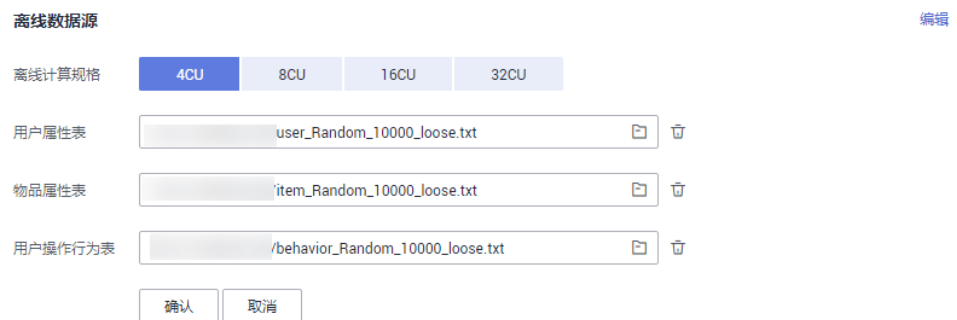 离线数据源 编辑
离线计算规格 4CU 8CU 16CU 32CU
用户属性表 user_Random_10000_loose.txt
物品属性表 /item_Random_10000_loose.txt
用户操作行为表 /behavior_Random_10000_loose.txt
确认 取消